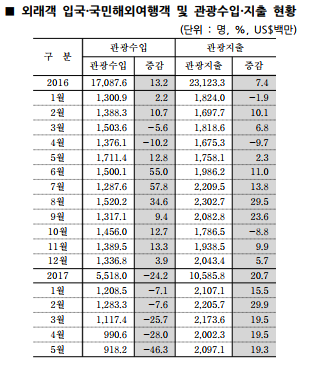 ■ 외래객 입국·국민해외여행객 및 관광수입·지출 현황
(단위 : 명, %, US$백만)
구 분 관광수입 관광지출
관광수입 증감 관광지출 증감
2016 17,087.6 13.2 23,123.3 7.4
1월 1,300.9 2.2 1,824.0 -1.9
2월 1,388.3 10.7 1,697.7 10.1
3월 1,503.6 -5.6 1,818.6 6.8
4월 1,376.1 -10.2 1,675.3 -9.7
5월 1,711.4 12.8 1,758.1 2.3
6월 1,500.1 55.0 1,986.2 11.0
7월 1,287.6 57.8 2,209.5 13.8
8월 1,520.2 34.6 2,302.7 29.5
9월 1,317.1 9.4 2,082.8 23.6
10월 1,456.0 12.7 1,786.5 -8.8
11월 1,389.5 13.3 1,938.5 9.9
12월 1,336.8 3.9 2,043.4 5.7
2017 5,518.0 -24.2 10,585.8 20.7
1월 1,208.5 -7.1 2,107.1 15.5
2월 1,283.3 -7.6 2,205.7 29.9
3월 1,117.4 -25.7 2,173.6 19.5
4월 990.6 -28.0 2,002.3 19.5
5월 918.2 -46.3 2,097.1 19.3